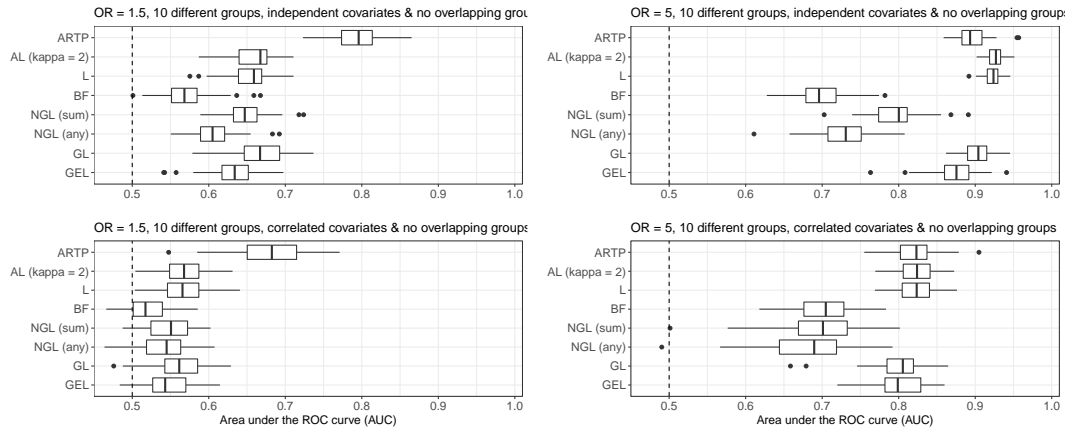 OR = 1.5, 10 different groups, independent covariates & no overlapping grou
ARTP
AL (kappa = 2)
L
BF
NGL (sum)
NGL (any)
GL
GEL
0.5 0.6 0.7 0.8 0.9 1.0
OR = 5, 10 different groups, independent covariates & no overlapping groups
ARTP
AL (kappa = 2)
L
BF
NGL (sum)
NGL (any)
GL
GEL
0.5 0.6 0.7 0.8 0.9 1.0
OR = 1.5, 10 different groups, correlated covariates & no overlapping groups
ARTP
AL (kappa = 2)
L
BF
NGL (sum)
NGL (any)
GL
GEL
0.5 0.6 0.7 0.8 0.9 1.0
Area under the ROC curve (AUC)
OR = 5, 10 different groups, correlated covariates & no overlapping groups
ARTP
AL (kappa = 2)
L
BF
NGL (sum)
NGL (any)
GL
GEL
0.5 0.6 0.7 0.8 0.9 1.0
Area under the ROC curve (AUC)